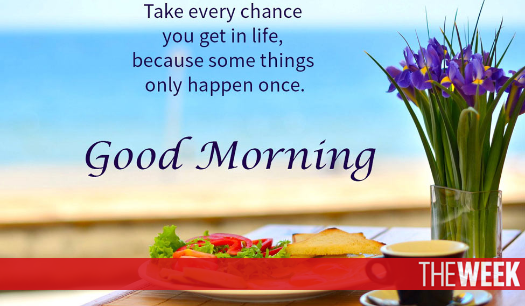 Take every chance
you get in life,
because some things
only happen once.
Good Morning
THEWEEK